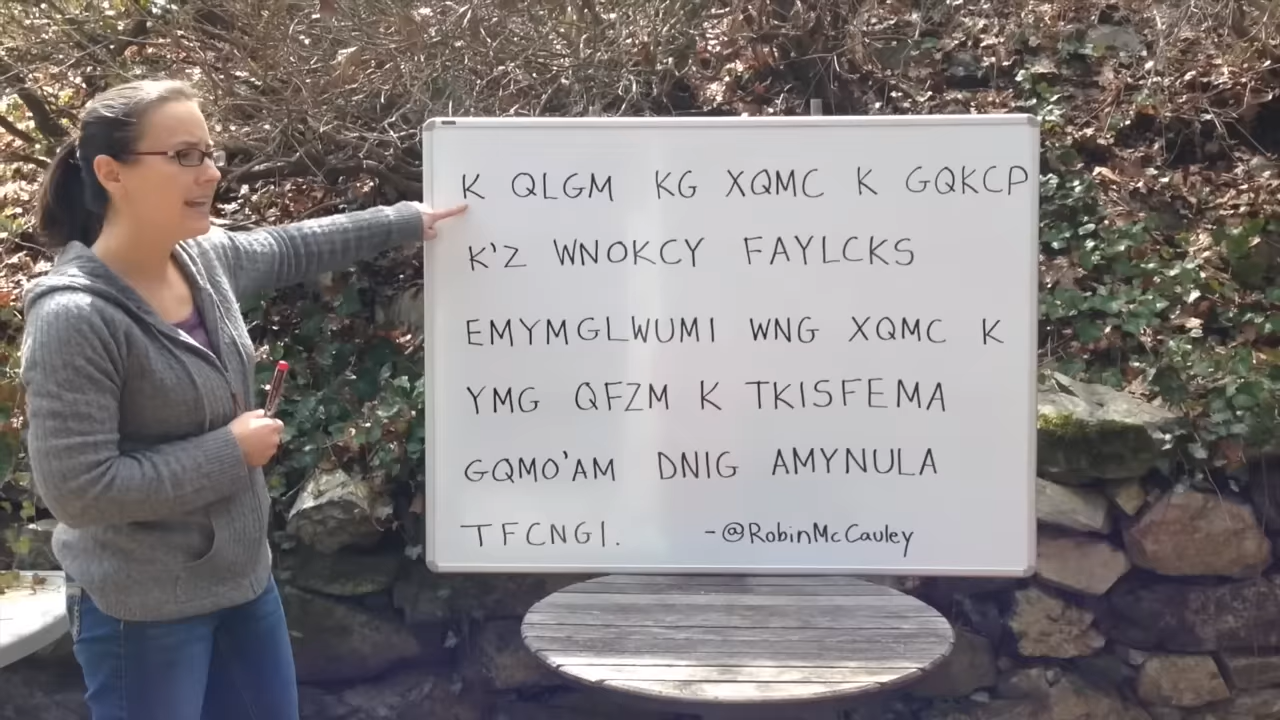 K QLGM KG XQMC K GQKCP
K'Z WNOKCY FAYLCKS
EMYMGLWUMI WNG XQMC K
YMG QFZM K TKISFEMA
GQMO'AM DNIG AMYNULA
TFCNGI. -@RobinMcCauley